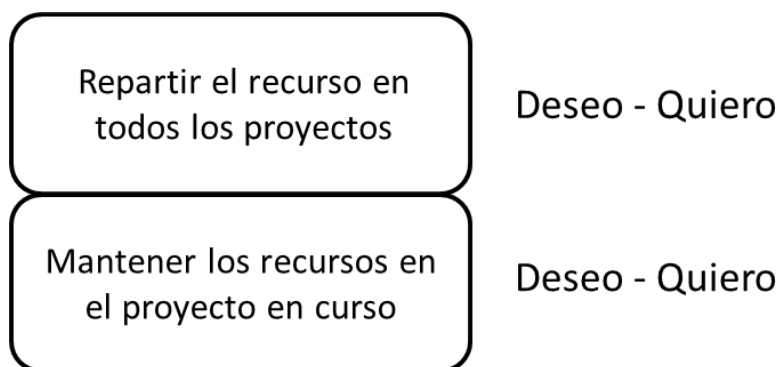 Repartir el recurso en
todos los proyectos
Deseo - Quiero
Mantener los recursos en
el proyecto en curso
Deseo - Quiero